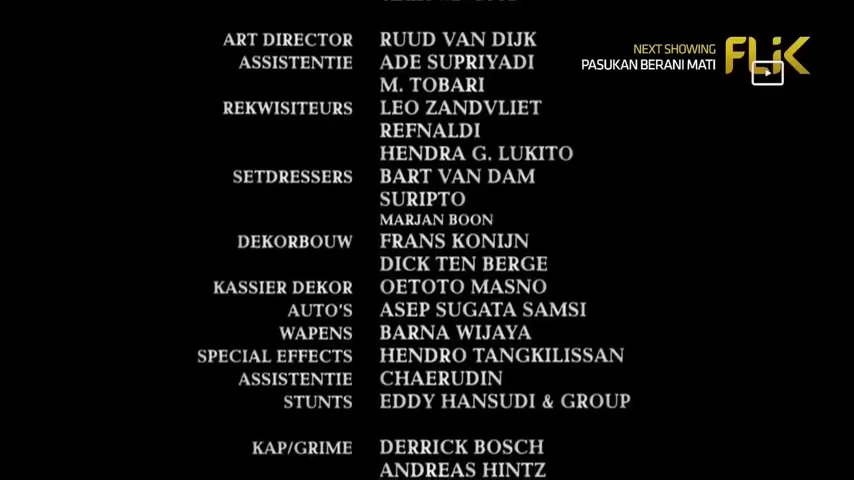 NEXT SHOWING
PASUKAN BERANI MATI
FLiK
ART DIRECTOR RUUD VAN DIJK
ASSISTENTIE ADE SUPRIYADI
M. TOBARI
REKWISITEURS LEO ZANDVLIET
REFNALDI
HENDRA G. LUKITO
SETDRESSERS BART VAN DAM
SURIPTO
MARJAN BOON
DEKORBOUW FRANS KONIJN
DICK TEN BERGE
KASSIER DEKOR OETOTO MASNO
AUTO'S ASEP SUGATA SAMSI
WAPENS BARNA WIJAYA
SPECIAL EFFECTS HENDRO TANGKILISSAN
ASSISTENTIE CHAERUDIN
STUNTS EDDY HANSUDI & GROUP
KAP/GRIME DERRICK BOSCH
ANDREAS HINTZ